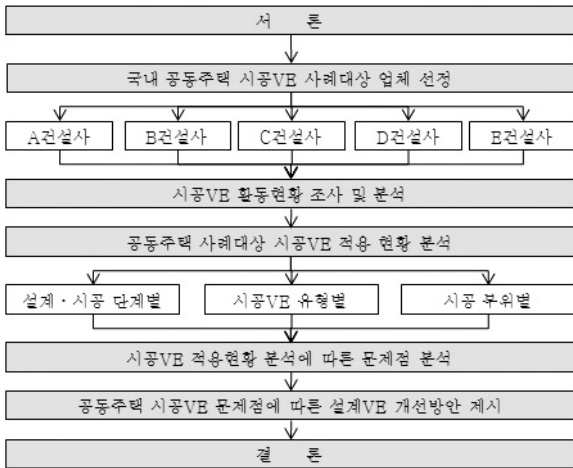 서 론
국내 공동주택 시공VE 사례대상 업체 선정
A건설사 B건설사 C건설사 D건설사 E건설사
시공VE 활동현황 조사 및 분석
공동주택 사례대상 시공VE 적용 현황 분석
설계·시공 단계별 시공VE 유형별 시공 부위별
시공VE 적용현황 분석에 따른 문제점 분석
공동주택 시공VE 문제점에 따른 설계VE 개선방안 제시
결 론